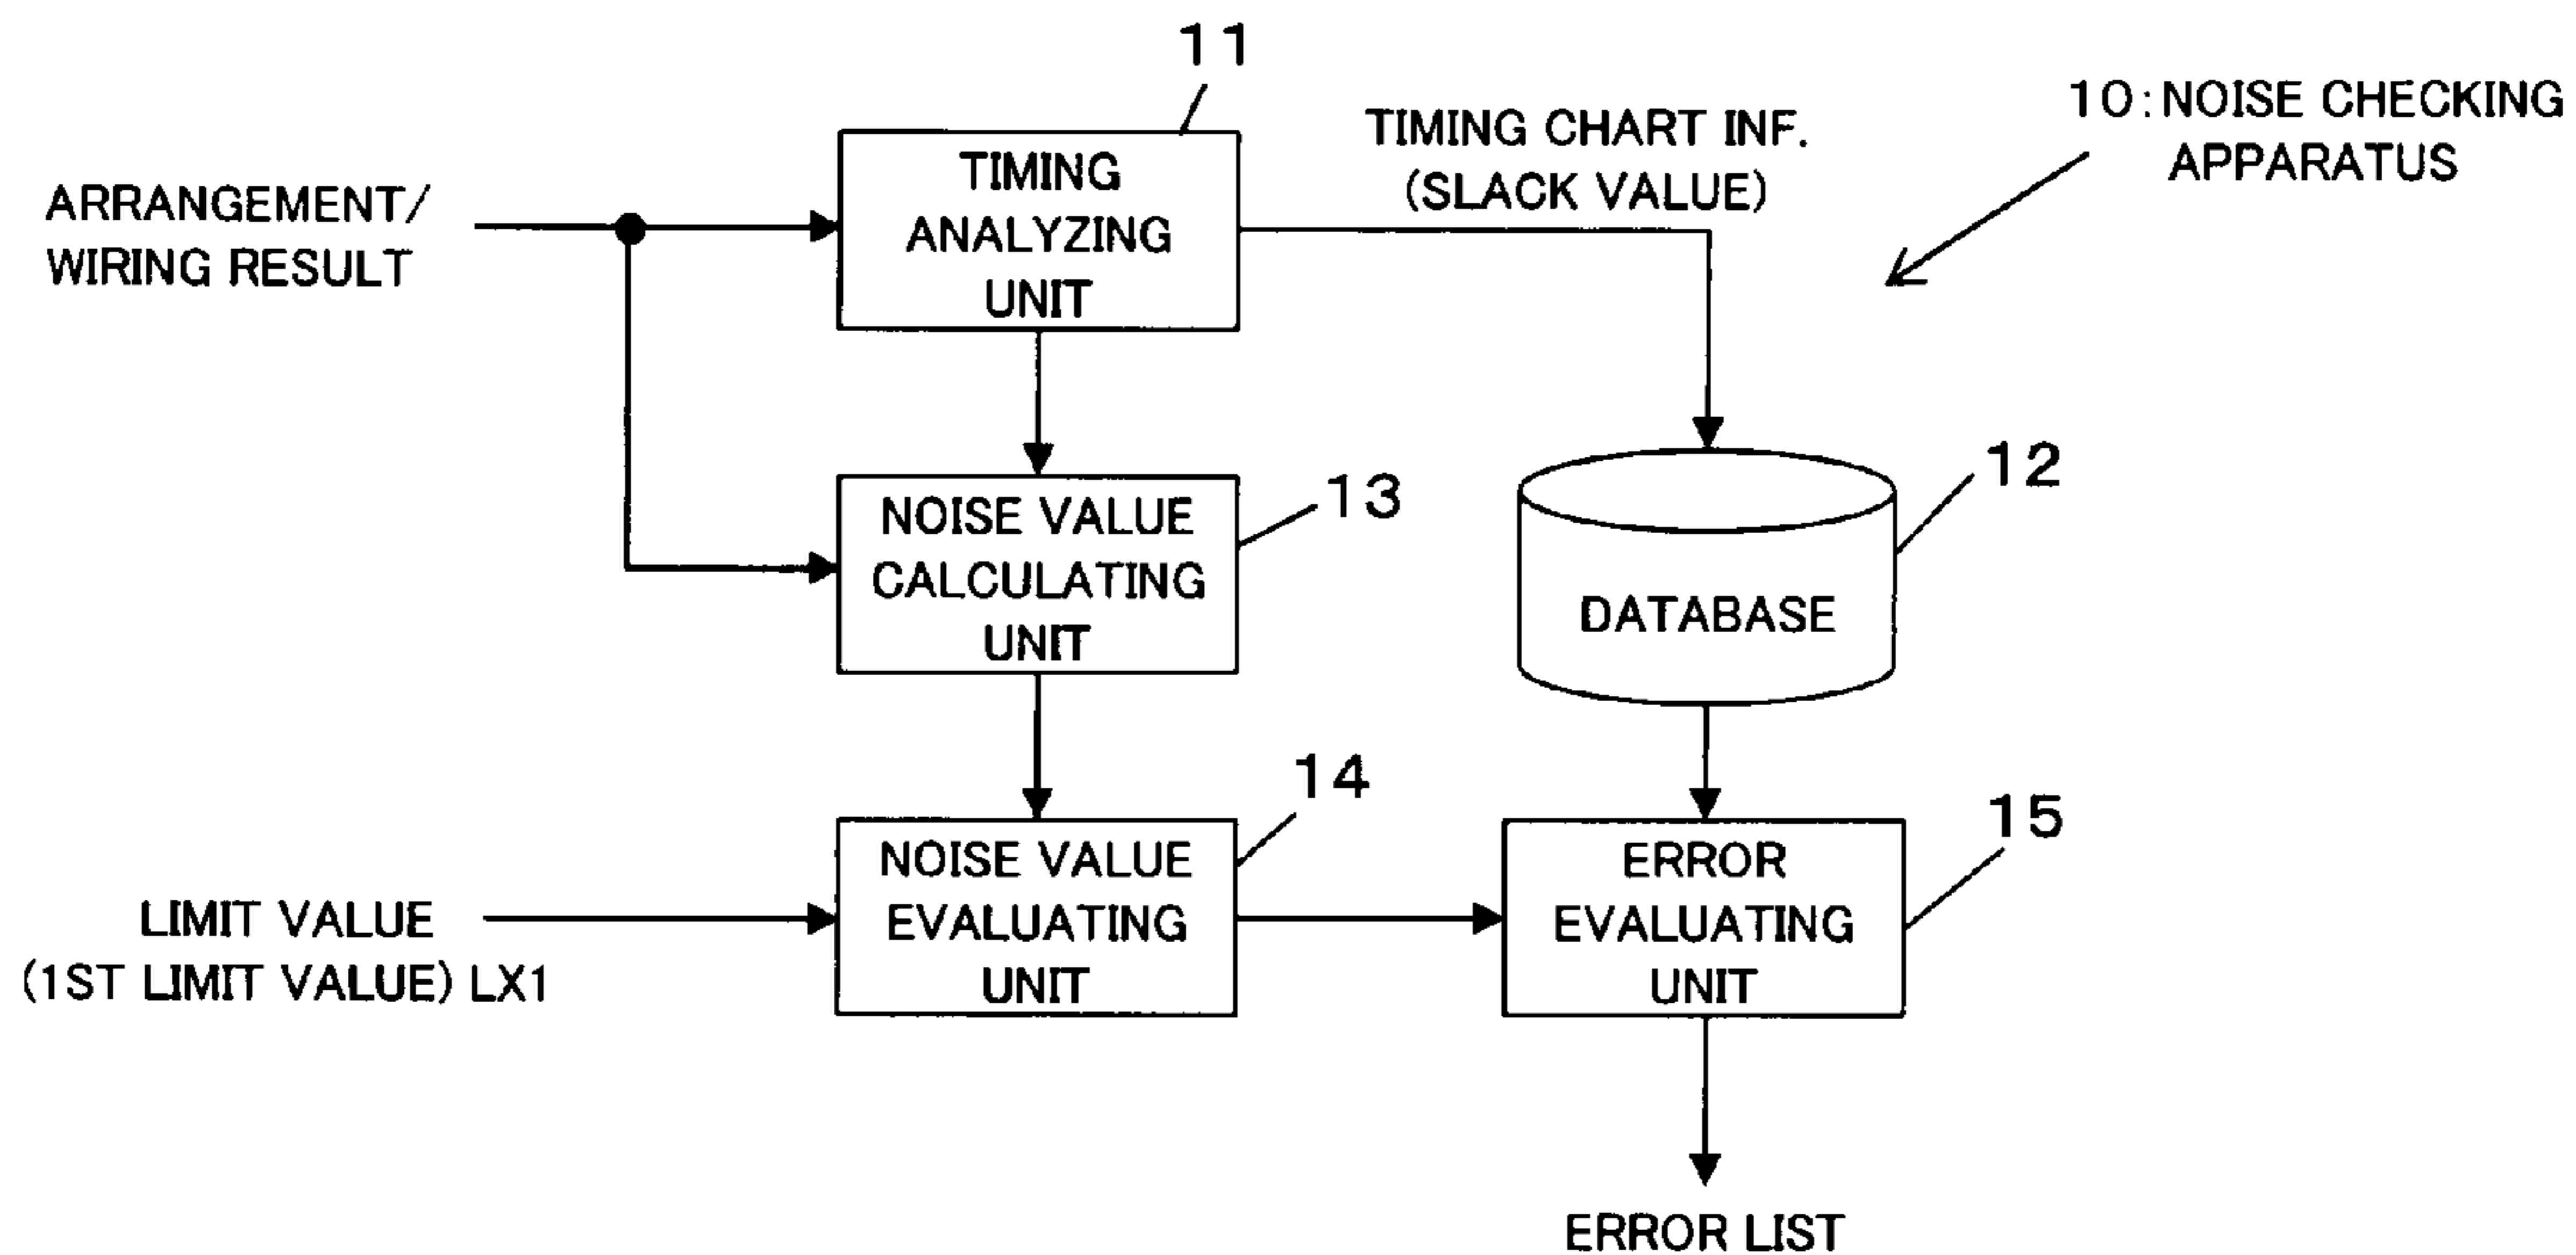 11
10:NOISE CHECKING
APPARATUS
TIMING CHART INF.
(SLACK VALUE)
TIMING
ANALYZING
UNIT
ARRANGEMENT/
WIRING RESULT
12
13
NOISE VALUE
CALCULATING
UNIT
DATABASE
14
15
NOISE VALUE
EVALUATING
UNIT
ERROR
EVALUATING
UNIT
LIMIT VALUE
(1ST LIMIT VALUE) LX1
ERROR LIST